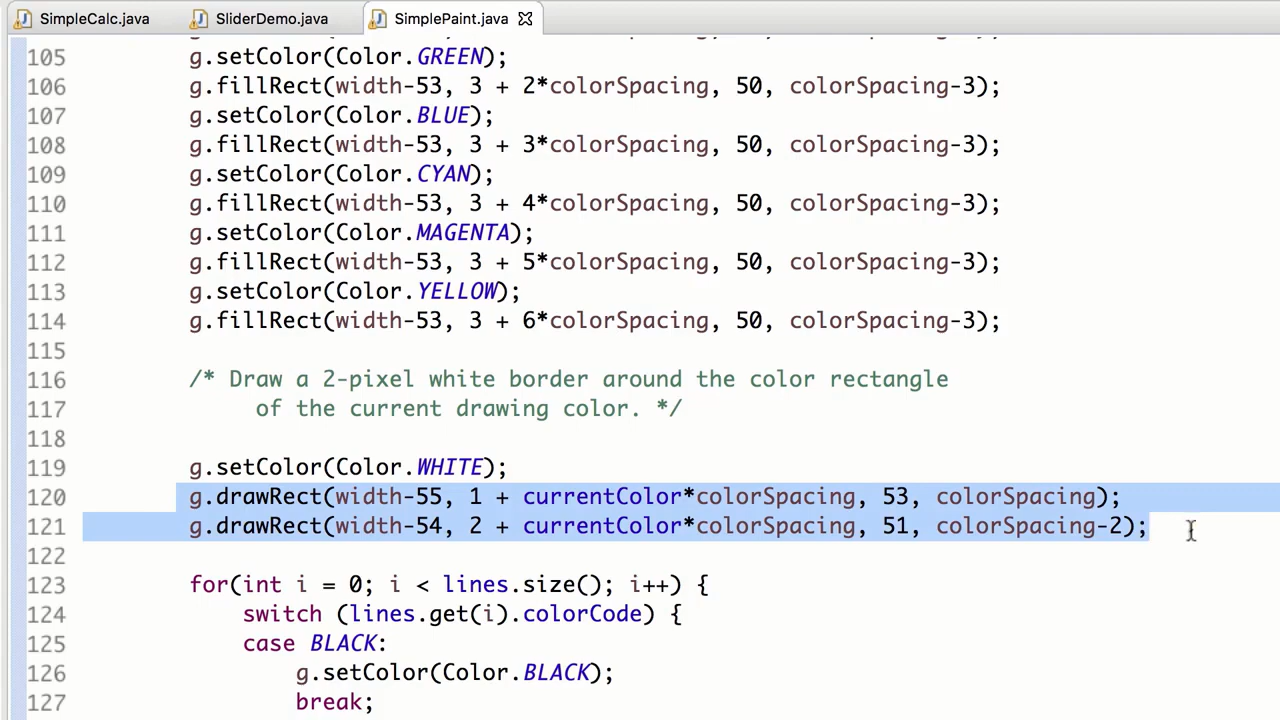 SimpleCalc.java SliderDemo.java SimplePaint.java
105 g.setColor(Color.GREEN);
106 g.fillRect(width-53, 3 + 2*colorSpacing, 50, colorSpacing-3);
107 g.setColor(Color.BLUE);
108 g.fillRect(width-53, 3 + 3*colorSpacing, 50, colorSpacing-3);
109 g.setColor(Color.CYAN);
110 g.fillRect(width-53, 3 + 4*colorSpacing, 50, colorSpacing-3);
111 g.setColor(Color.MAGENTA);
112 g.fillRect(width-53, 3 + 5*colorSpacing, 50, colorSpacing-3);
113 g.setColor(Color.YELLOW);
114 g.fillRect(width-53, 3 + 6*colorSpacing, 50, colorSpacing-3);
115
116 /* Draw a 2-pixel white border around the color rectangle
117 of the current drawing color. */
118
119 g.setColor(Color.WHITE);
120 g.drawRect(width-55, 1 + currentColor*colorSpacing, 53, colorSpacing);
121 g.drawRect(width-54, 2 + currentColor*colorSpacing, 51, colorSpacing-2);
122
123 for(int i = 0; i < lines.size(); i++) {
124 switch (lines.get(i).colorCode) {
125 case BLACK:
126 g.setColor(Color.BLACK);
127 break;